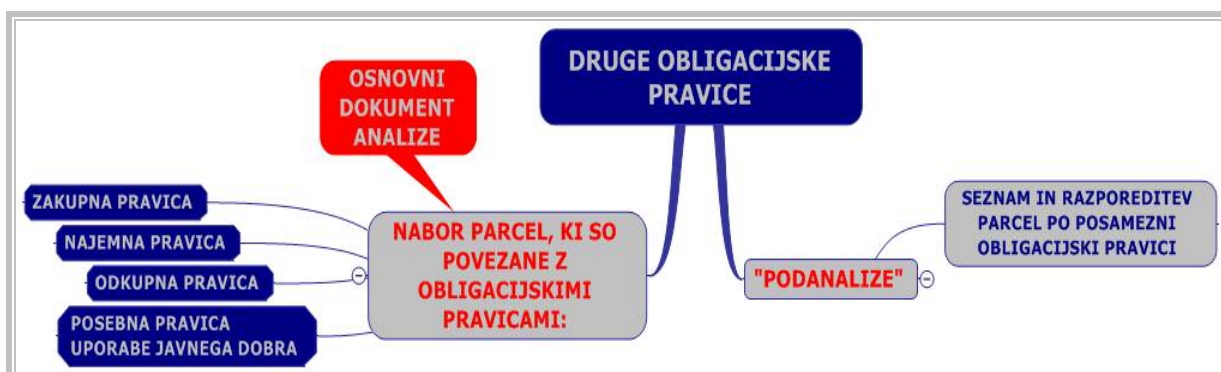 DRUGE OBLIGACIJSKE
PRAVICE
OSNOVNI
DOKUMENT
ANALIZE
ZAKUPNA PRAVICA
NAJEMNA PRAVICA
ODKUPNA PRAVICA
POSEBNA PRAVICA
UPORABE JAVNEGA DOBRA
NABOR PARCEL, KI SO
POVEZANE Z
OBLIGACIJSKIMI
PRAVICAMI:
"PODANALIZE"
SEZNAM IN RAZPOREDITEV
PARCEL PO POSAMEZNI
OBLIGACIJSKI PRAVICI